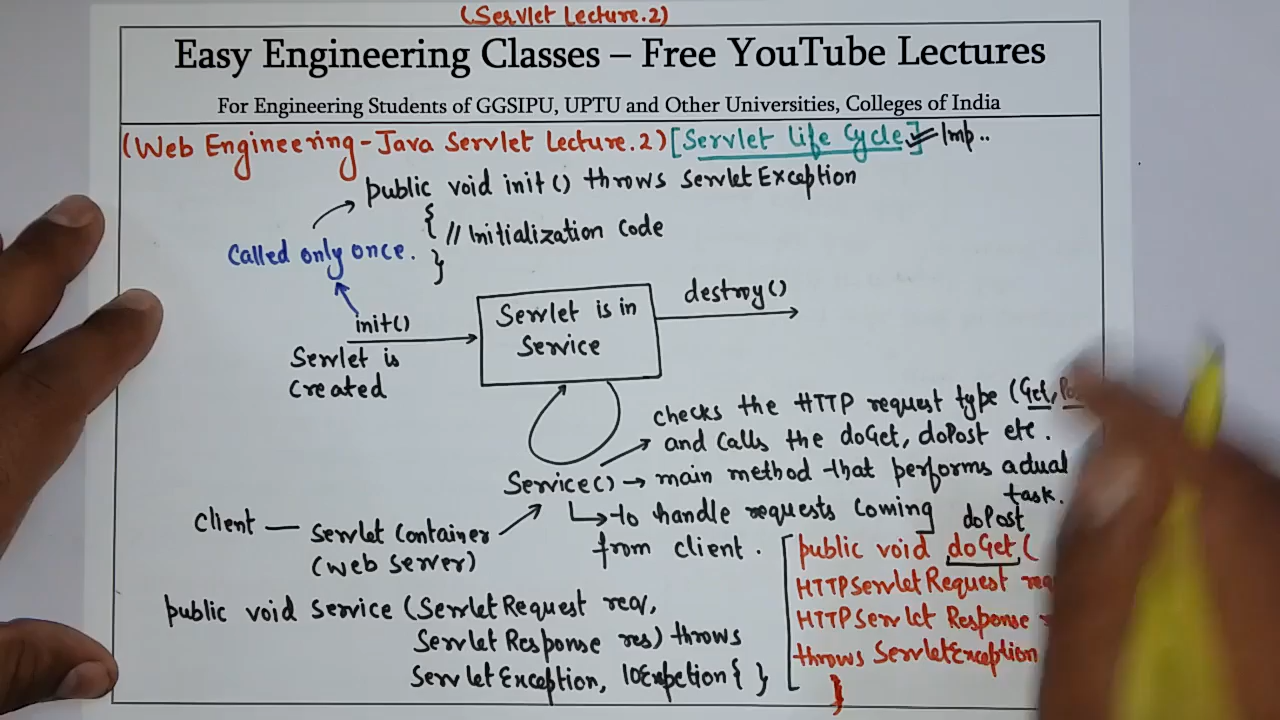 (Servlet Lecture.2)
Easy Engineering Classes – Free YouTube Lectures
For Engineering Students of GGSIPU, UPTU and Other Universities, Colleges of India
(Web Engineering-Java Servlet Lecture.2) [Servlet Life Cycle] Imp..
public void init() throws ServletException
{ // Initialization Code
}
Called only once.
init()
Servlet is
created
Servlet is in
Service
destroy()
checks the HTTP request type (Get,
and calls the doGet, doPost etc.
Service() → main method that performs actual
task.
to handle requests coming
from client.
Client — Servlet Container
(Web Server)
public void Service (ServletRequest req,
Servlet Response res) throws
ServletException, IOExpection { }
doPost
[public void doGet(
HTTPServletRequest
HTTPServlet Response
throws ServletException
}